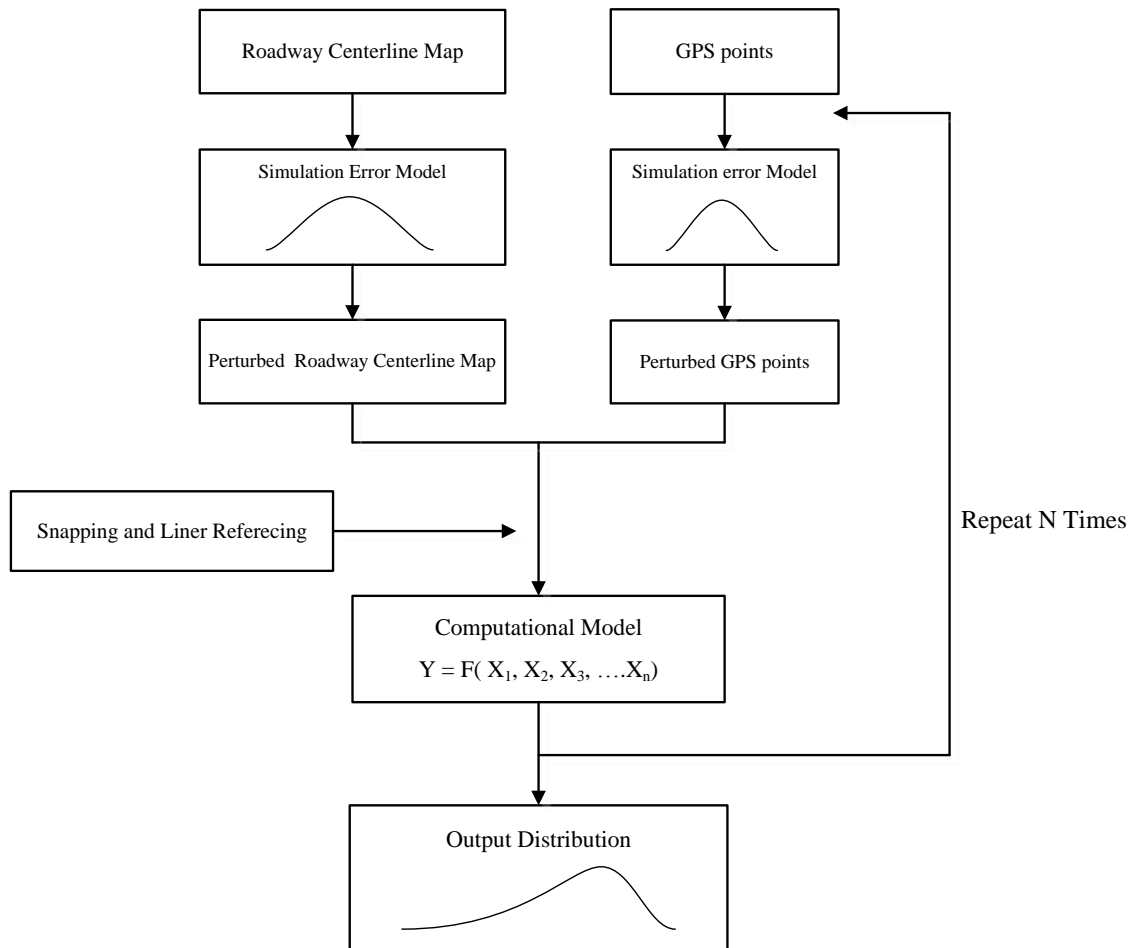 Roadway Centerline Map
GPS points
Simulation Error Model
Simulation error Model
Perturbed Roadway Centerline Map
Perturbed GPS points
Snapping and Liner Referecing
Repeat N Times
Computational Model
Y = F( X₁, X₂, X₃, ….Xₙ)
Output Distribution